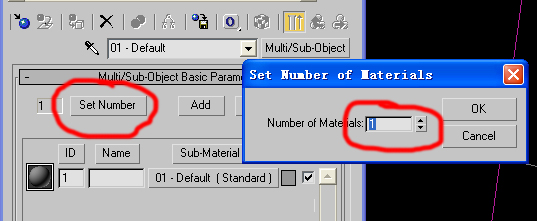 01 - Default
Multi/Sub-Object
Set Number of Materials
- Multi/Sub-Object Basic Parame
1 Set Number Add
Number of Materials: 1
OK
Cancel
ID Name Sub-Material
1 01 - Default ( Standard )